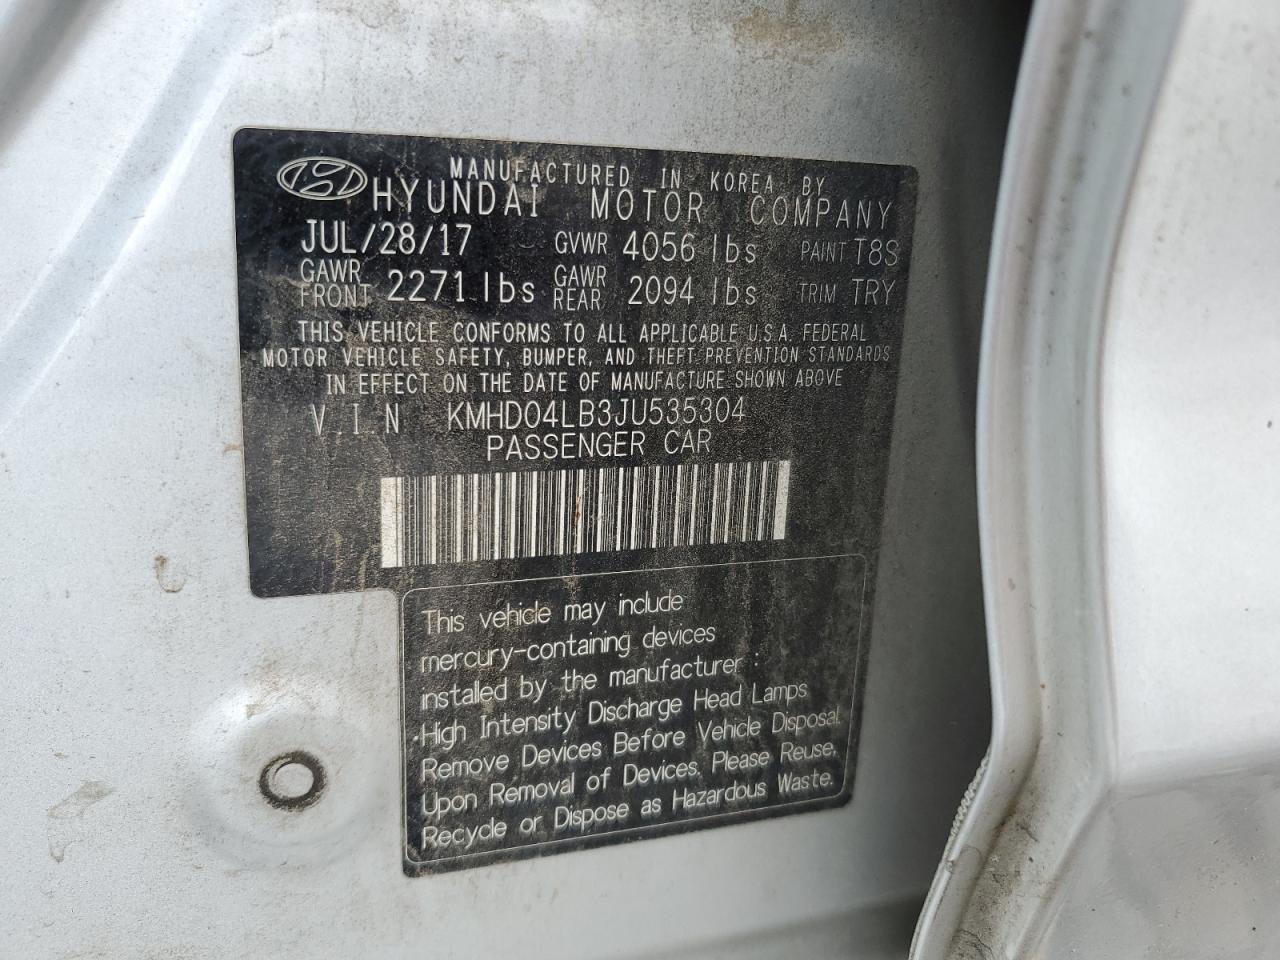 MANUFACTURED IN KOREA BY
HYUNDAI MOTOR COMPANY
JUL/28/17 GVWR 4056 lbs PAINT T8S
GAWR FRONT 2271 lbs GAWR REAR 2094 lbs TRIM TRY
THIS VEHICLE CONFORMS TO ALL APPLICABLE U.S.A. FEDERAL
MOTOR VEHICLE SAFETY, BUMPER, AND THEFT PREVENTION STANDARDS
IN EFFECT ON THE DATE OF MANUFACTURE SHOWN ABOVE
V.I.N KMHD04LB3JU535304
PASSENGER CAR
This vehicle may include
mercury-containing devices
installed by the manufacturer :
·High Intensity Discharge Head Lamps
Remove Devices Before Vehicle Disposal.
Upon Removal of Devices, Please Reuse,
Recycle or Dispose as Hazardous Waste.